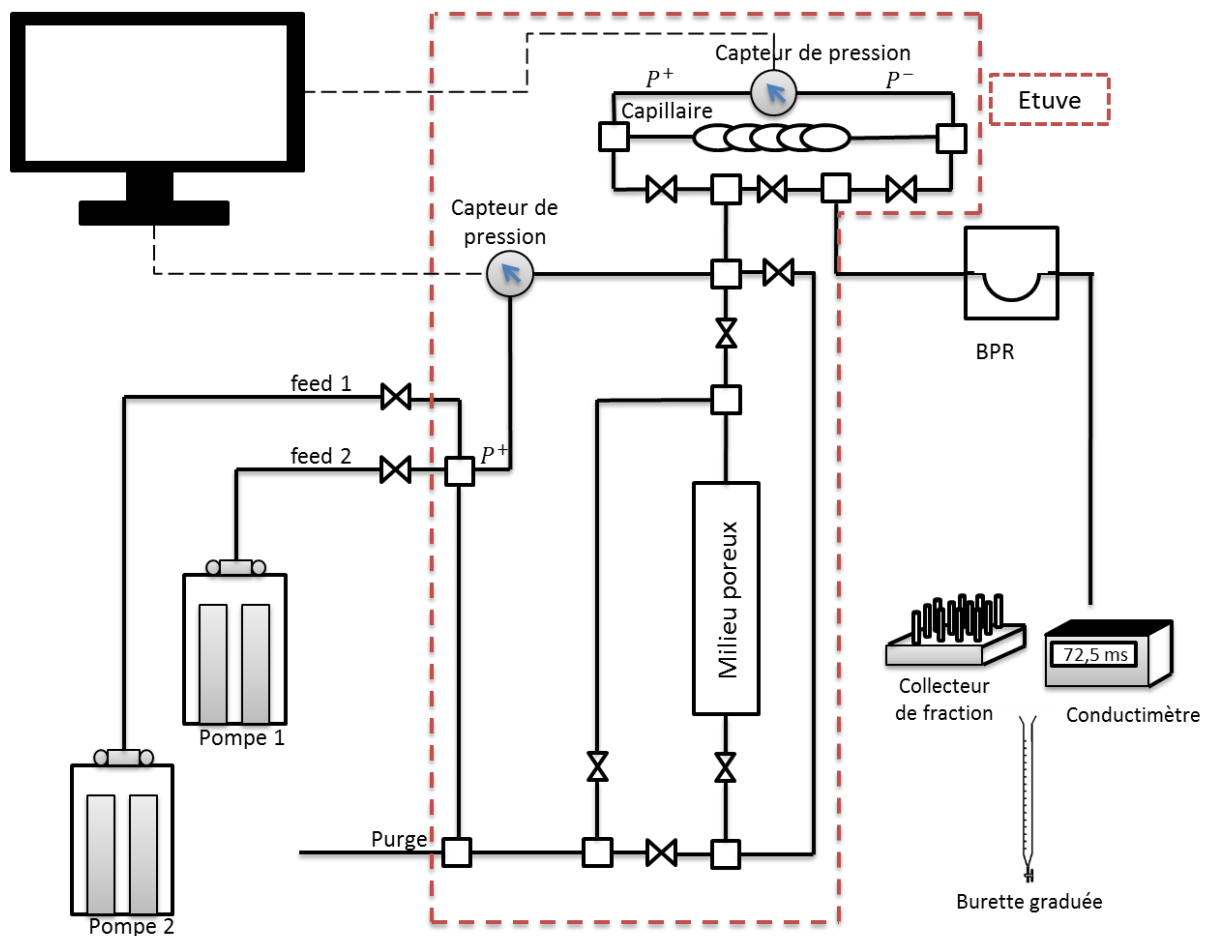 Capteur de pression
P⁺
P⁻
Capillaire
Etuve
Capteur de
pression
BPR
feed 1
feed 2
P⁺
Milieu poreux
Pompe 1
72,5 ms
Collecteur
de fraction
Conductimètre
Purge
Burette graduée
Pompe 2